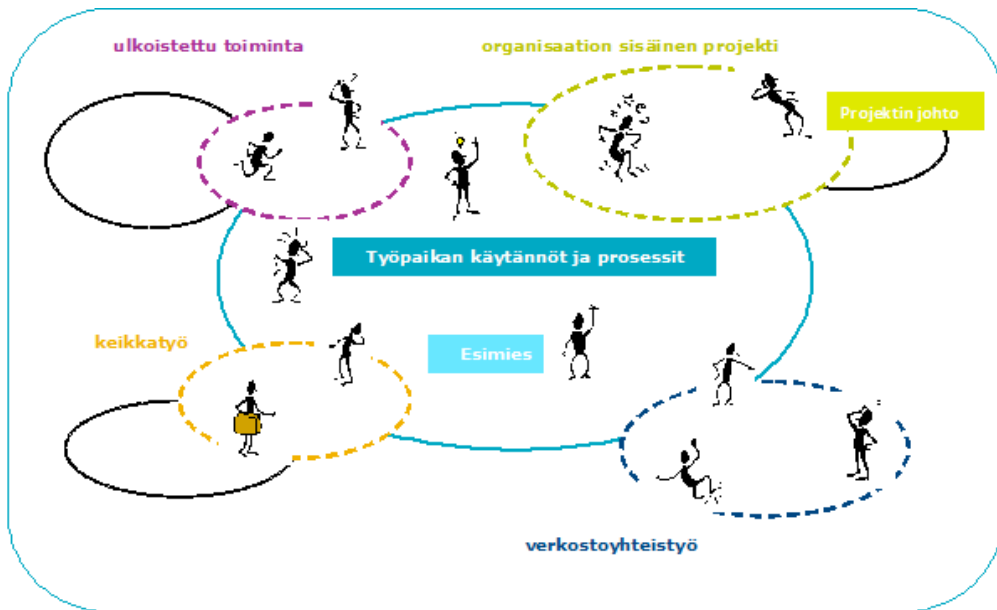 ulkoistettu toiminta
organisaation sisäinen projekti
Projektin johto
Työpaikan käytännöt ja prosessit
keikkatyö
Esimies
verkostoyhteistyö